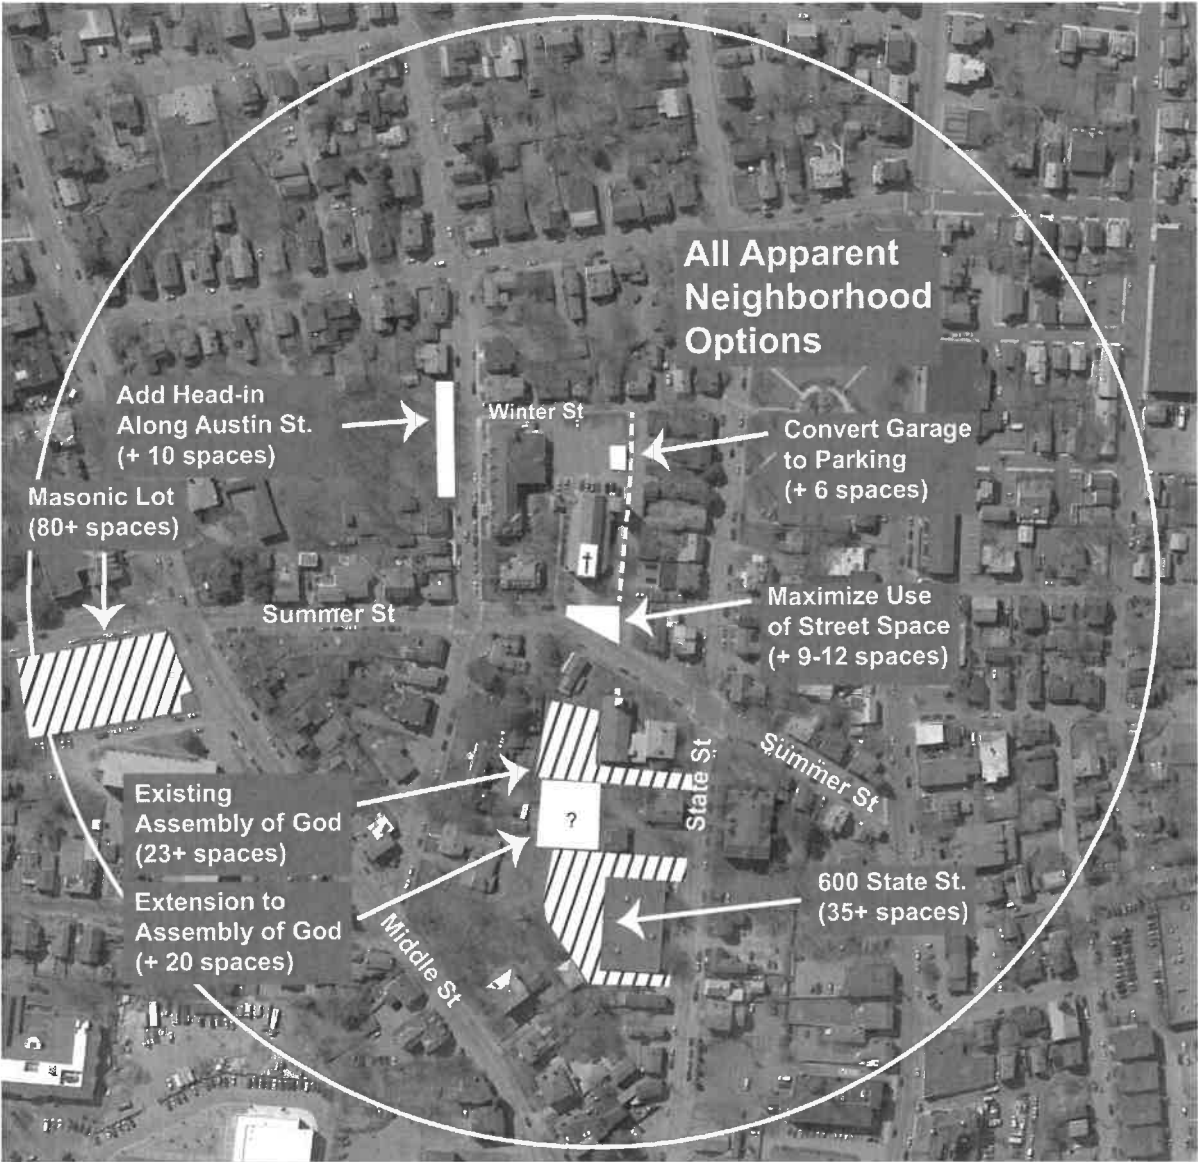 All Apparent
Neighborhood
Options
Add Head-in
Along Austin St.
(+ 10 spaces)
Winter St
Convert Garage
to Parking
(+ 6 spaces)
Masonic Lot
(80+ spaces)
Summer St
Maximize Use
of Street Space
(+ 9-12 spaces)
State St
Summer St
Existing
Assembly of God
(23+ spaces)
?
Extension to
Assembly of God
(+ 20 spaces)
600 State St.
(35+ spaces)
Middle St